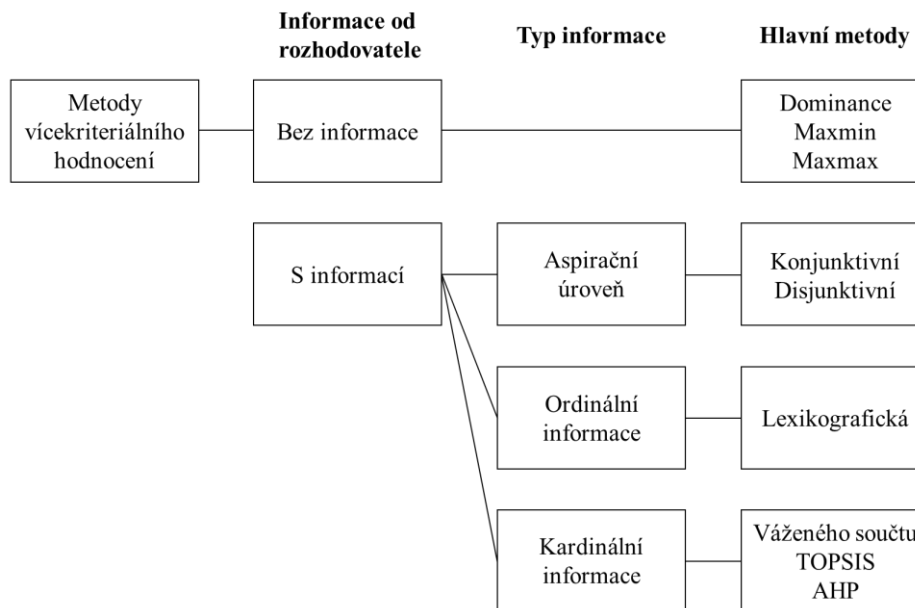 Informace od
rozhodovatele
Typ informace
Hlavní metody
Metody
vícekriteriálního
hodnocení
Bez informace
Dominance
Maxmin
Maxmax
S informací
Aspirační
úroveň
Konjunktivní
Disjunktivní
Ordinální
informace
Lexikografická
Kardinální
informace
Váženého součtu
TOPSIS
AHP